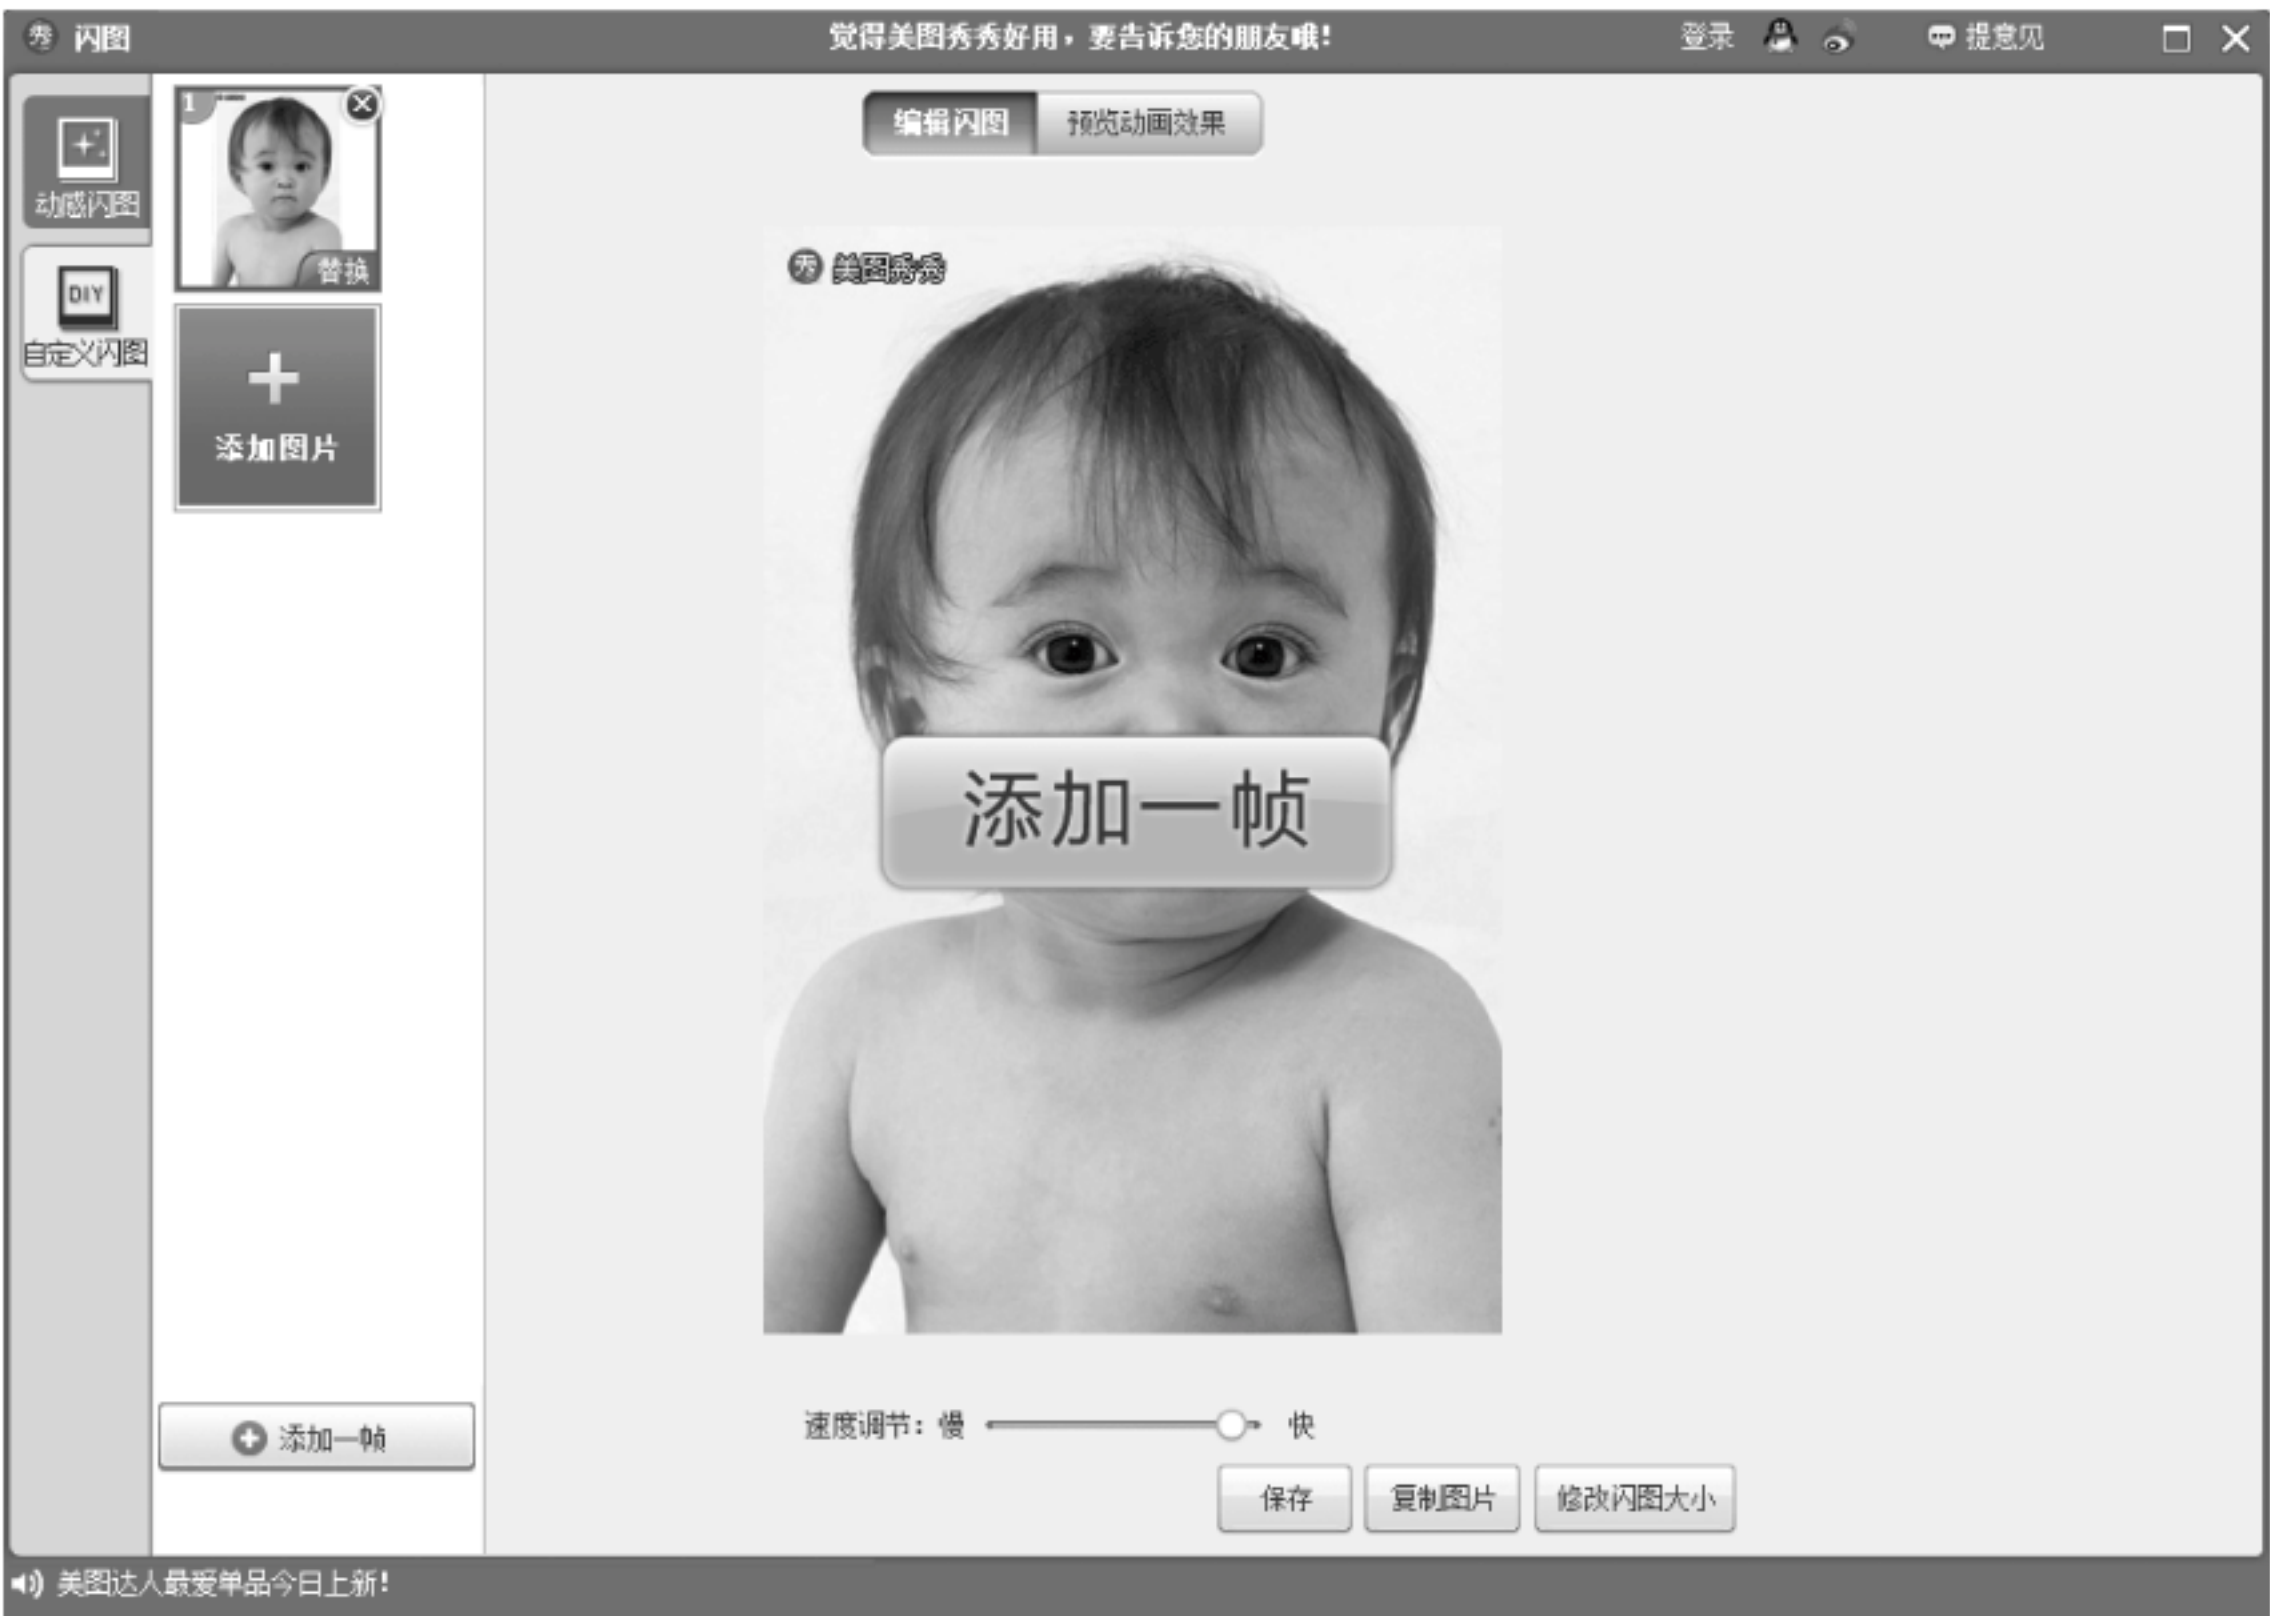 秀 闪图
觉得美图秀秀好用，要告诉您的朋友哦！
登录
提意见
动感闪图
DIY
自定义闪图
1
替换
添加图片
编辑闪图 预览动画效果
秀 美图秀秀
添加一帧
添加一帧
速度调节：慢 快
保存 复制图片 修改闪图大小
美图达人最爱单品今日上新！